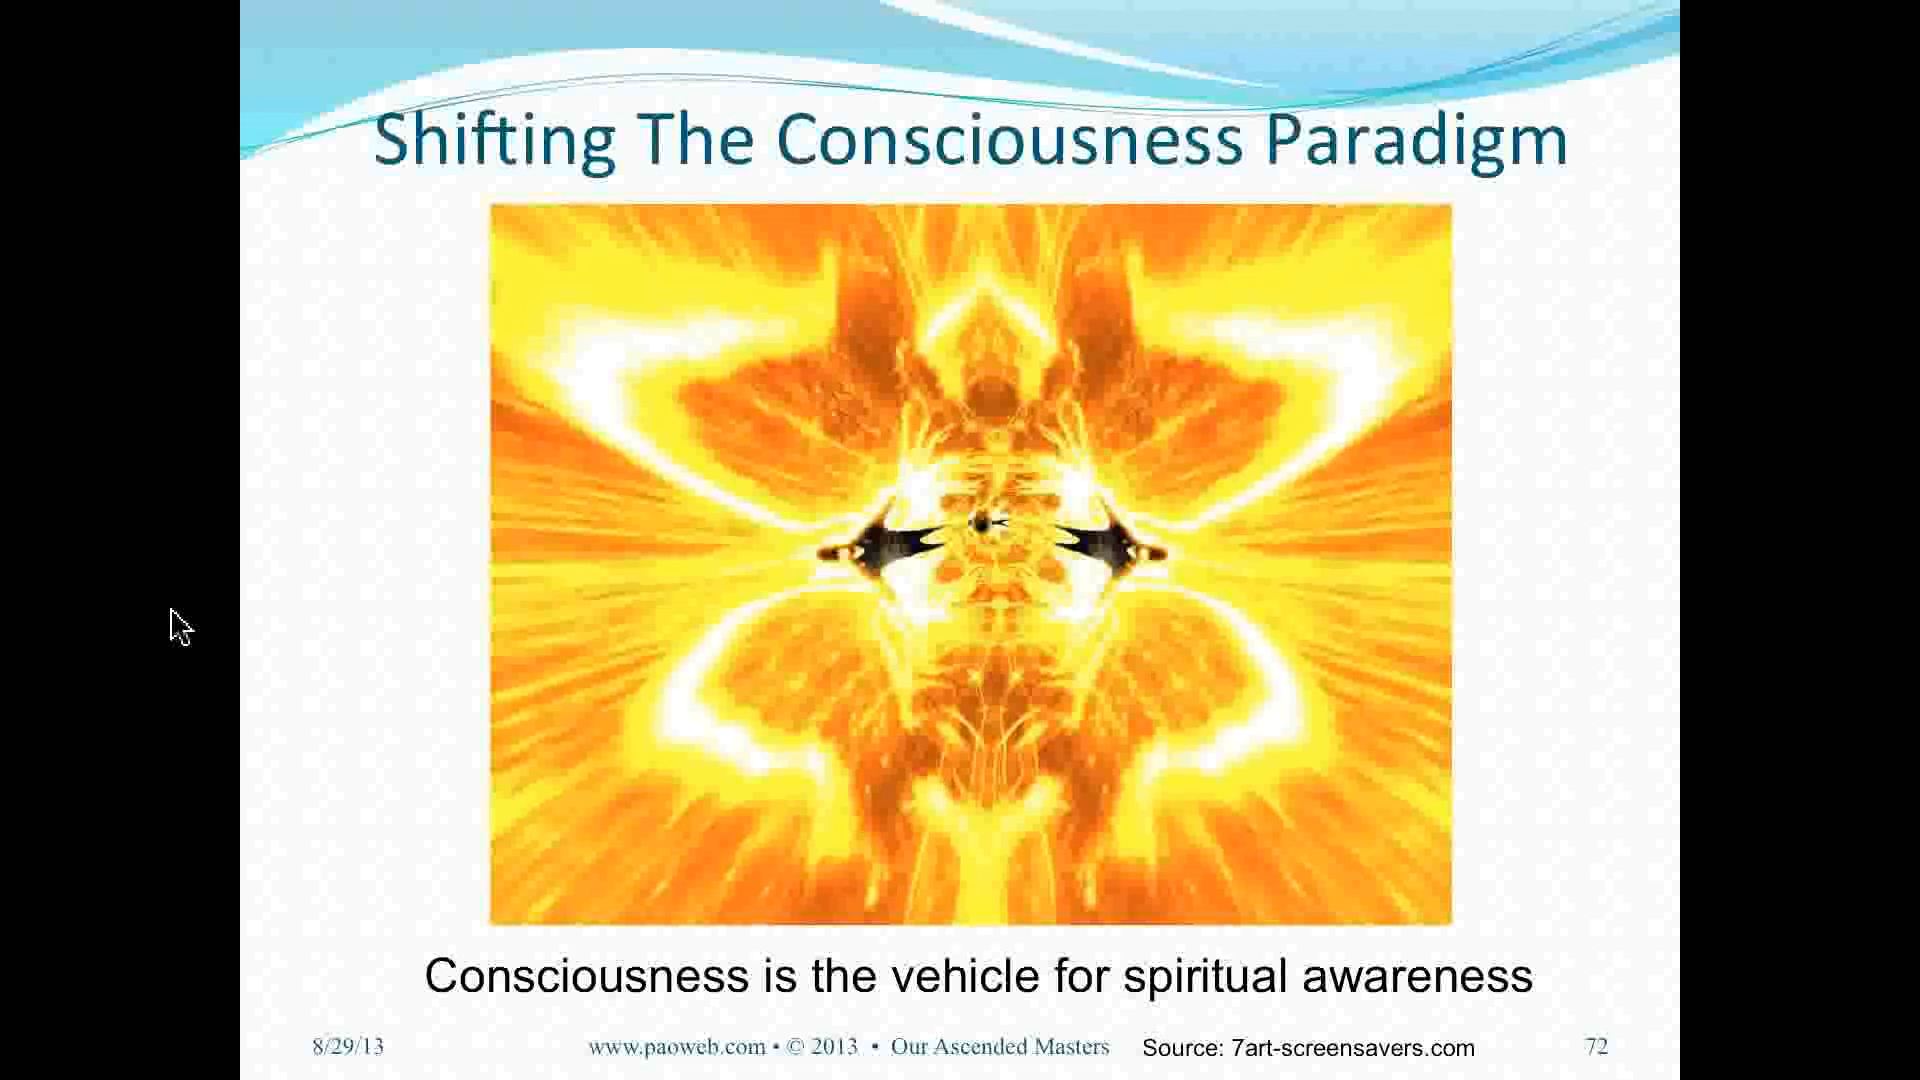 Shifting The Consciousness Paradigm
Consciousness is the vehicle for spiritual awareness
8/29/13 www.paoweb.com • © 2013 • Our Ascended Masters Source: 7art-screensavers.com 72